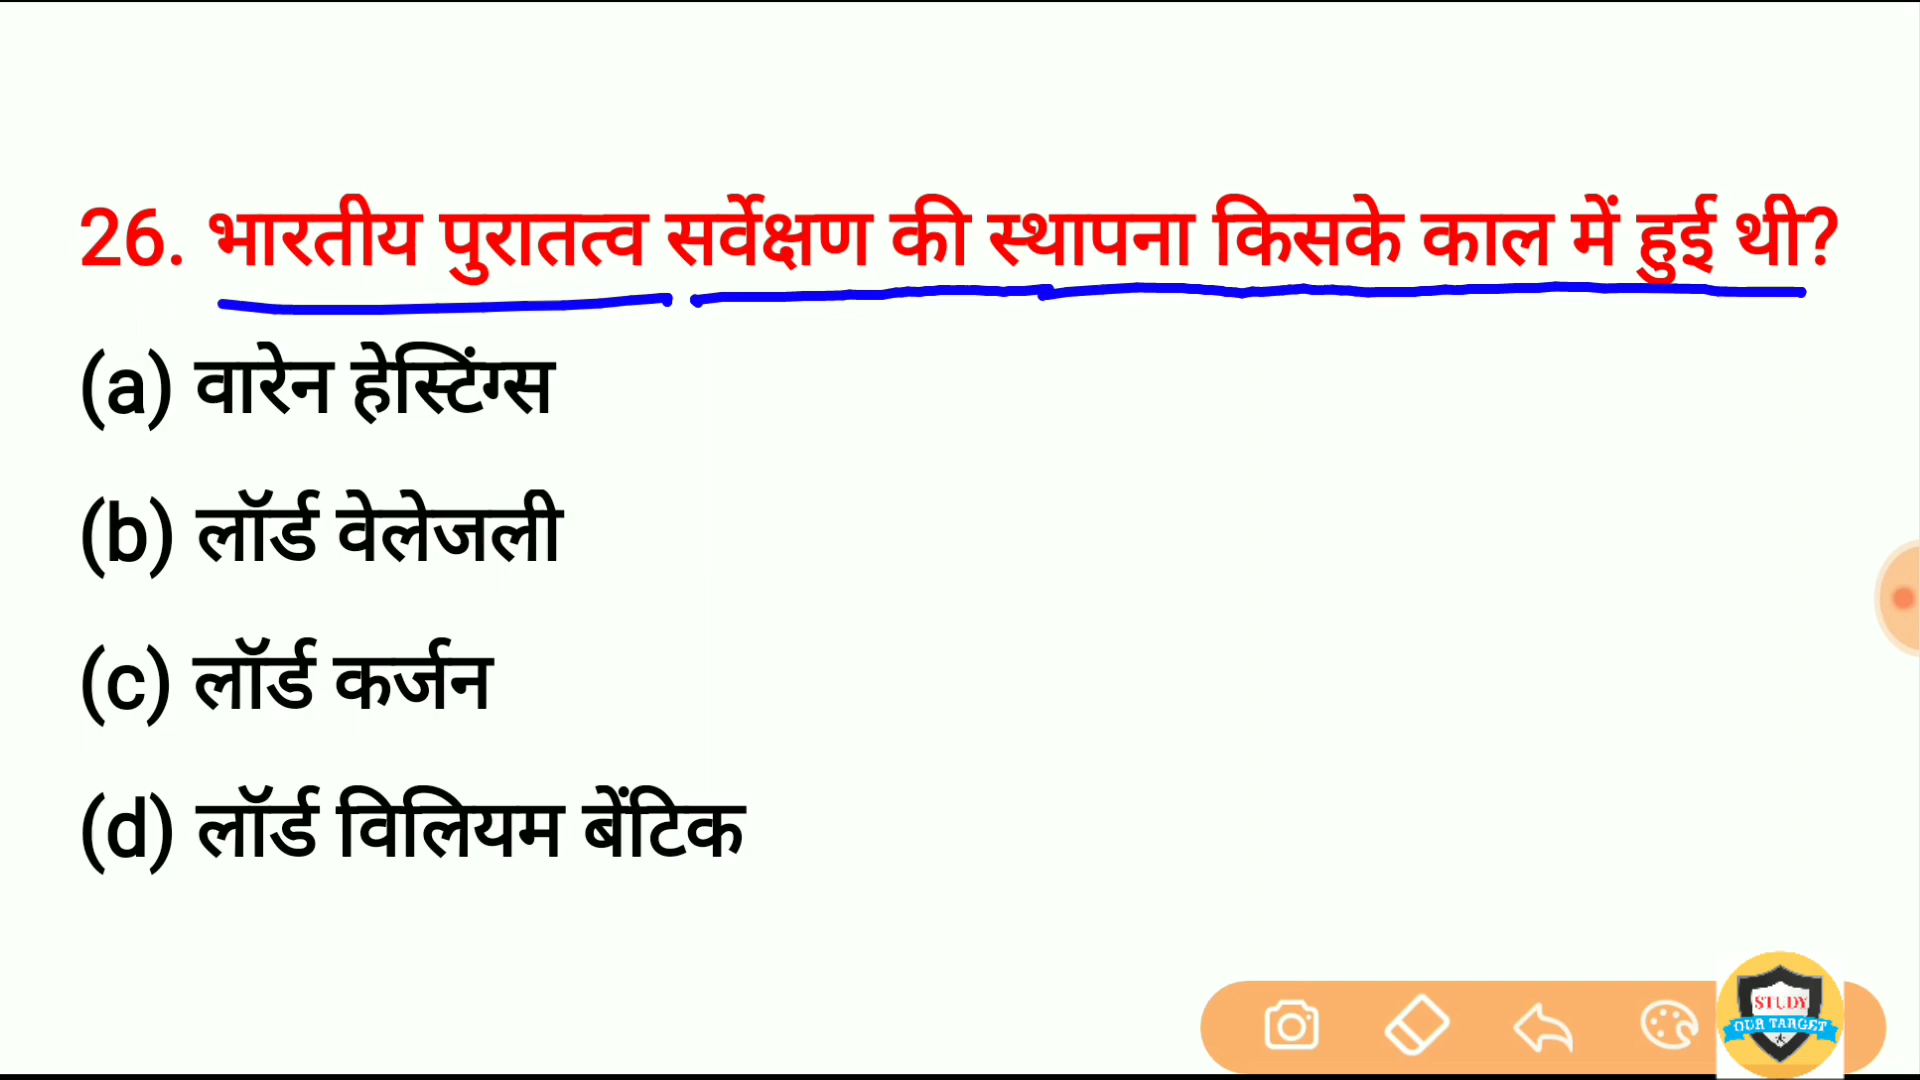 26. भारतीय पुरातत्व सर्वेक्षण की स्थापना किसके काल में हुई थी?
(a) वारेन हेस्टिंग्स
(b) लॉर्ड वेलेजली
(c) लॉर्ड कर्जन
(d) लॉर्ड विलियम बेंटिक
STUDY
OUR TARGET